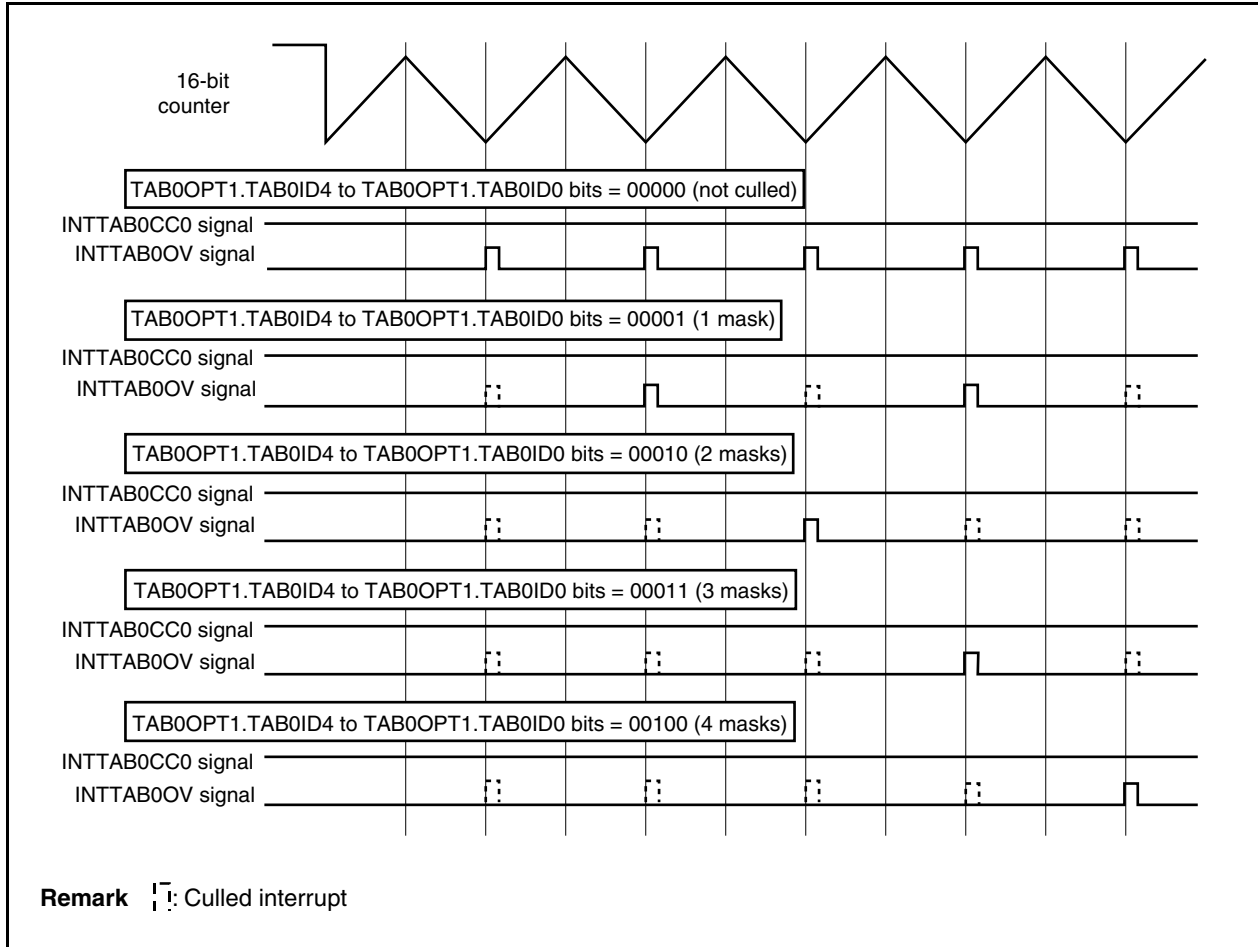 16-bit
counter
TAB0OPT1.TAB0ID4 to TAB0OPT1.TAB0ID0 bits = 00000 (not culled)
INTTAB0CC0 signal
INTTAB0OV signal
TAB0OPT1.TAB0ID4 to TAB0OPT1.TAB0ID0 bits = 00001 (1 mask)
INTTAB0CC0 signal
INTTAB0OV signal
TAB0OPT1.TAB0ID4 to TAB0OPT1.TAB0ID0 bits = 00010 (2 masks)
INTTAB0CC0 signal
INTTAB0OV signal
TAB0OPT1.TAB0ID4 to TAB0OPT1.TAB0ID0 bits = 00011 (3 masks)
INTTAB0CC0 signal
INTTAB0OV signal
TAB0OPT1.TAB0ID4 to TAB0OPT1.TAB0ID0 bits = 00100 (4 masks)
INTTAB0CC0 signal
INTTAB0OV signal
Remark : Culled interrupt